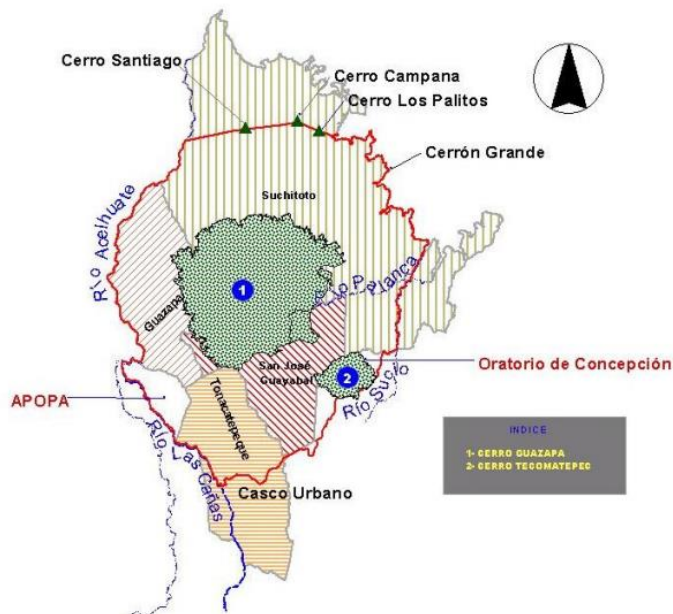 Cerro Santiago
Cerro Campana
Cerro Los Palitos
Cerrón Grande
Suchitoto
Río Acelhuate
Guazapa
1
Planca
San José
Guayabal
2
Oratorio de Concepción
Río Sucio
APOPA
Tonacatepeque
Río Las Cañas
Casco Urbano
INDICE
1- CERRO GUAZAPA
2- CERRO TECOMATEPEC